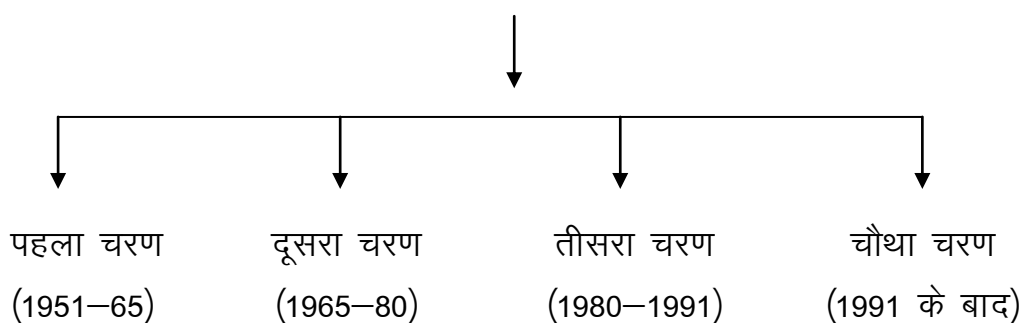 पहला चरण दूसरा चरण तीसरा चरण चौथा चरण
(1951–65) (1965–80) (1980–1991) (1991 के बाद)